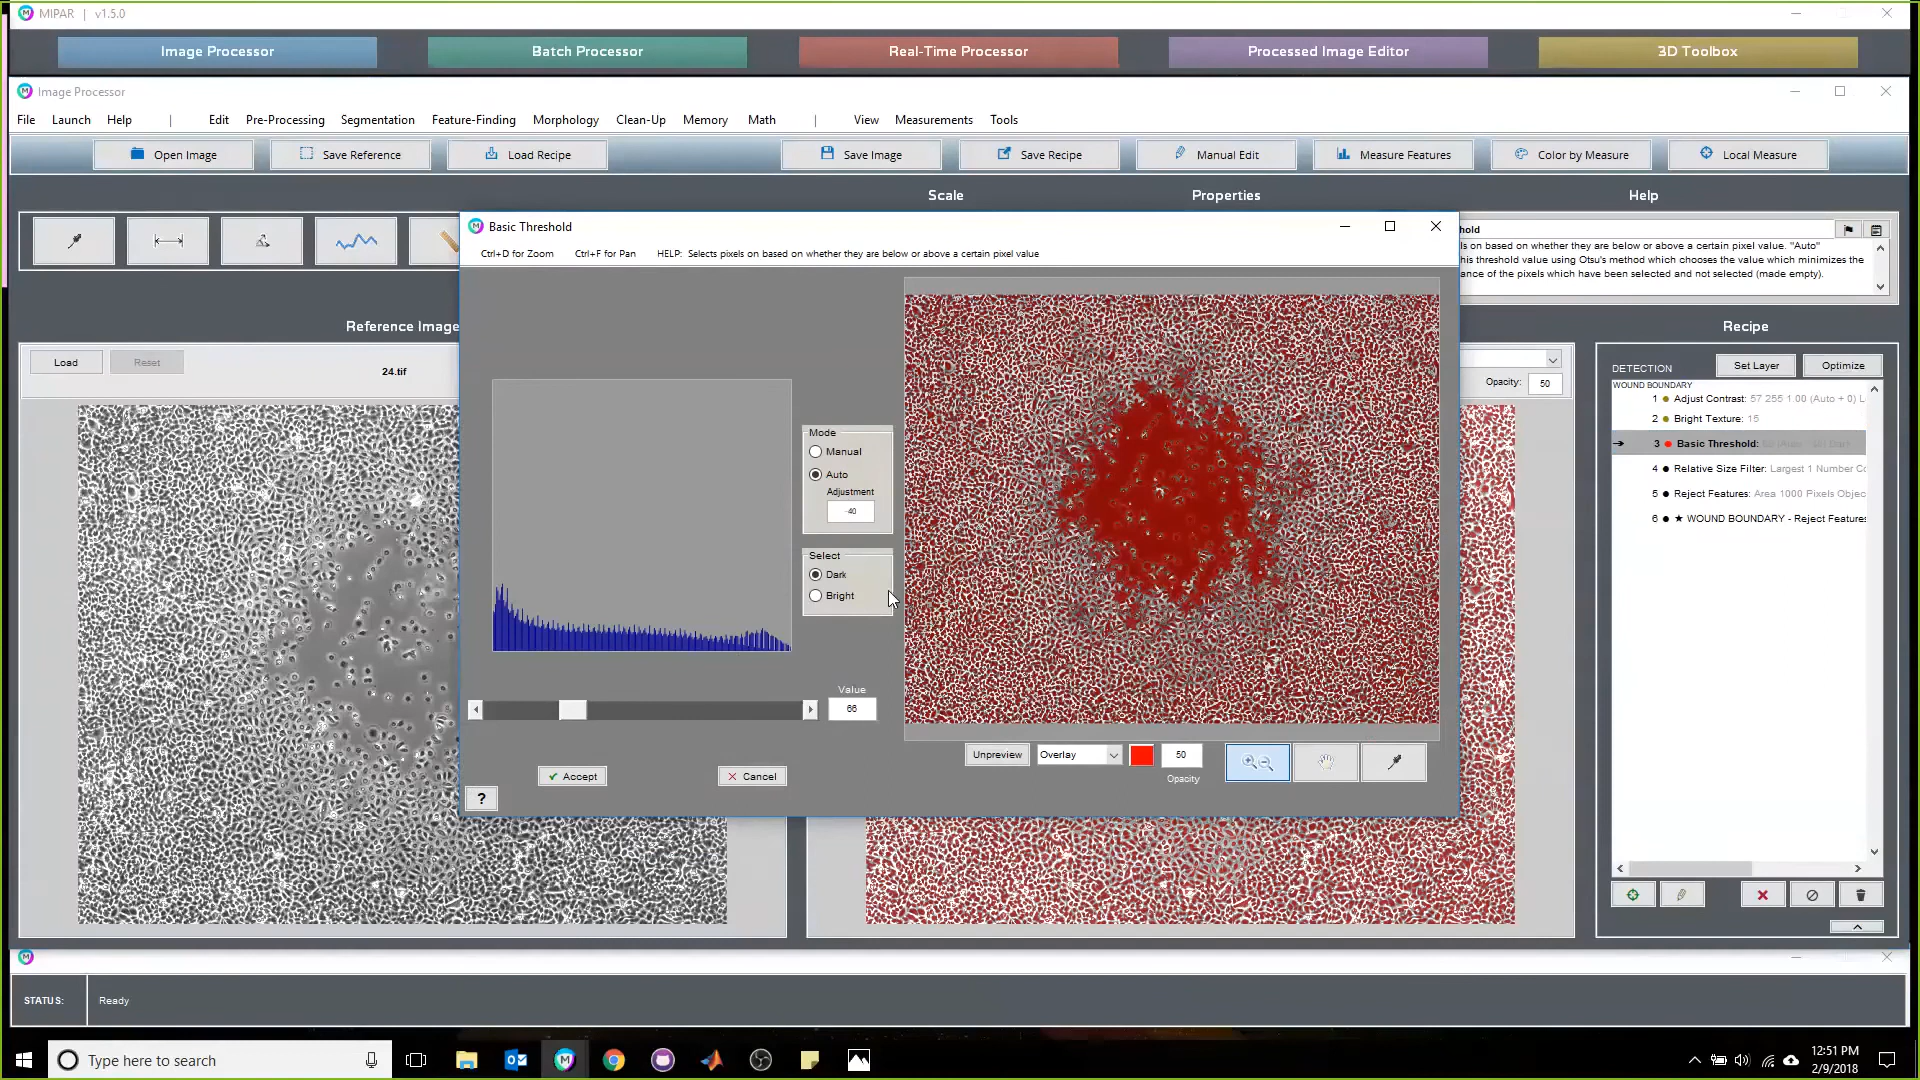 MIPAR | v1.5.0
Image Processor
Batch Processor
Real-Time Processor
Processed Image Editor
3D Toolbox
Image Processor
File Launch Help | Edit Pre-Processing Segmentation Feature-Finding Morphology Clean-Up Memory Math | View Measurements Tools
Open Image
Save Reference
Load Recipe
Save Image
Save Recipe
Manual Edit
Measure Features
Color by Measure
Local Measure
Scale
Properties
Help
Basic Threshold
Ctrl+D for Zoom Ctrl+F for Pan HELP: Selects pixels on based on whether they are below or above a certain pixel value
hold
ls on based on whether they are below or above a certain pixel value. "Auto"
his threshold value using Otsu's method which chooses the value which minimizes the
ance of the pixels which have been selected and not selected (made empty).
Reference Image
Load
Reset
24.tif
Mode
Manual
Auto
Adjustment
-40
Select
Dark
Bright
Value
66
Accept
Cancel
?
Unpreview
Overlay
50
Opacity
Opacity: 50
Recipe
DETECTION
Set Layer
Optimize
WOUND BOUNDARY
1 Adjust Contrast: 57 255 1.00 (Auto + 0) L
2 Bright Texture: 15
3 Basic Threshold:
4 Relative Size Filter: Largest 1 Number Co
5 Reject Features: Area 1000 Pixels Objec
6 ★ WOUND BOUNDARY - Reject Features
STATUS:
Ready
Type here to search
12:51 PM
2/9/2018